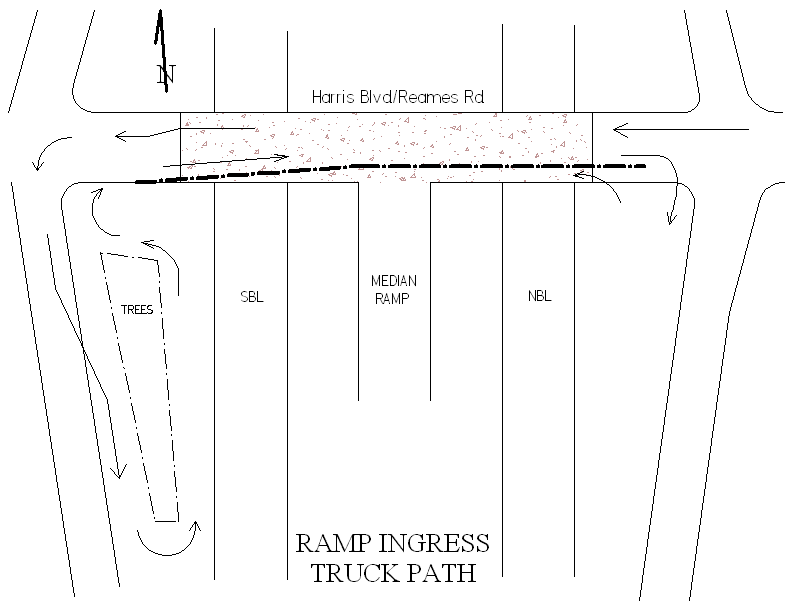 N
Harris Blvd/Reames Rd.
TREES
SBL
MEDIAN
RAMP
NBL
RAMP INGRESS
TRUCK PATH